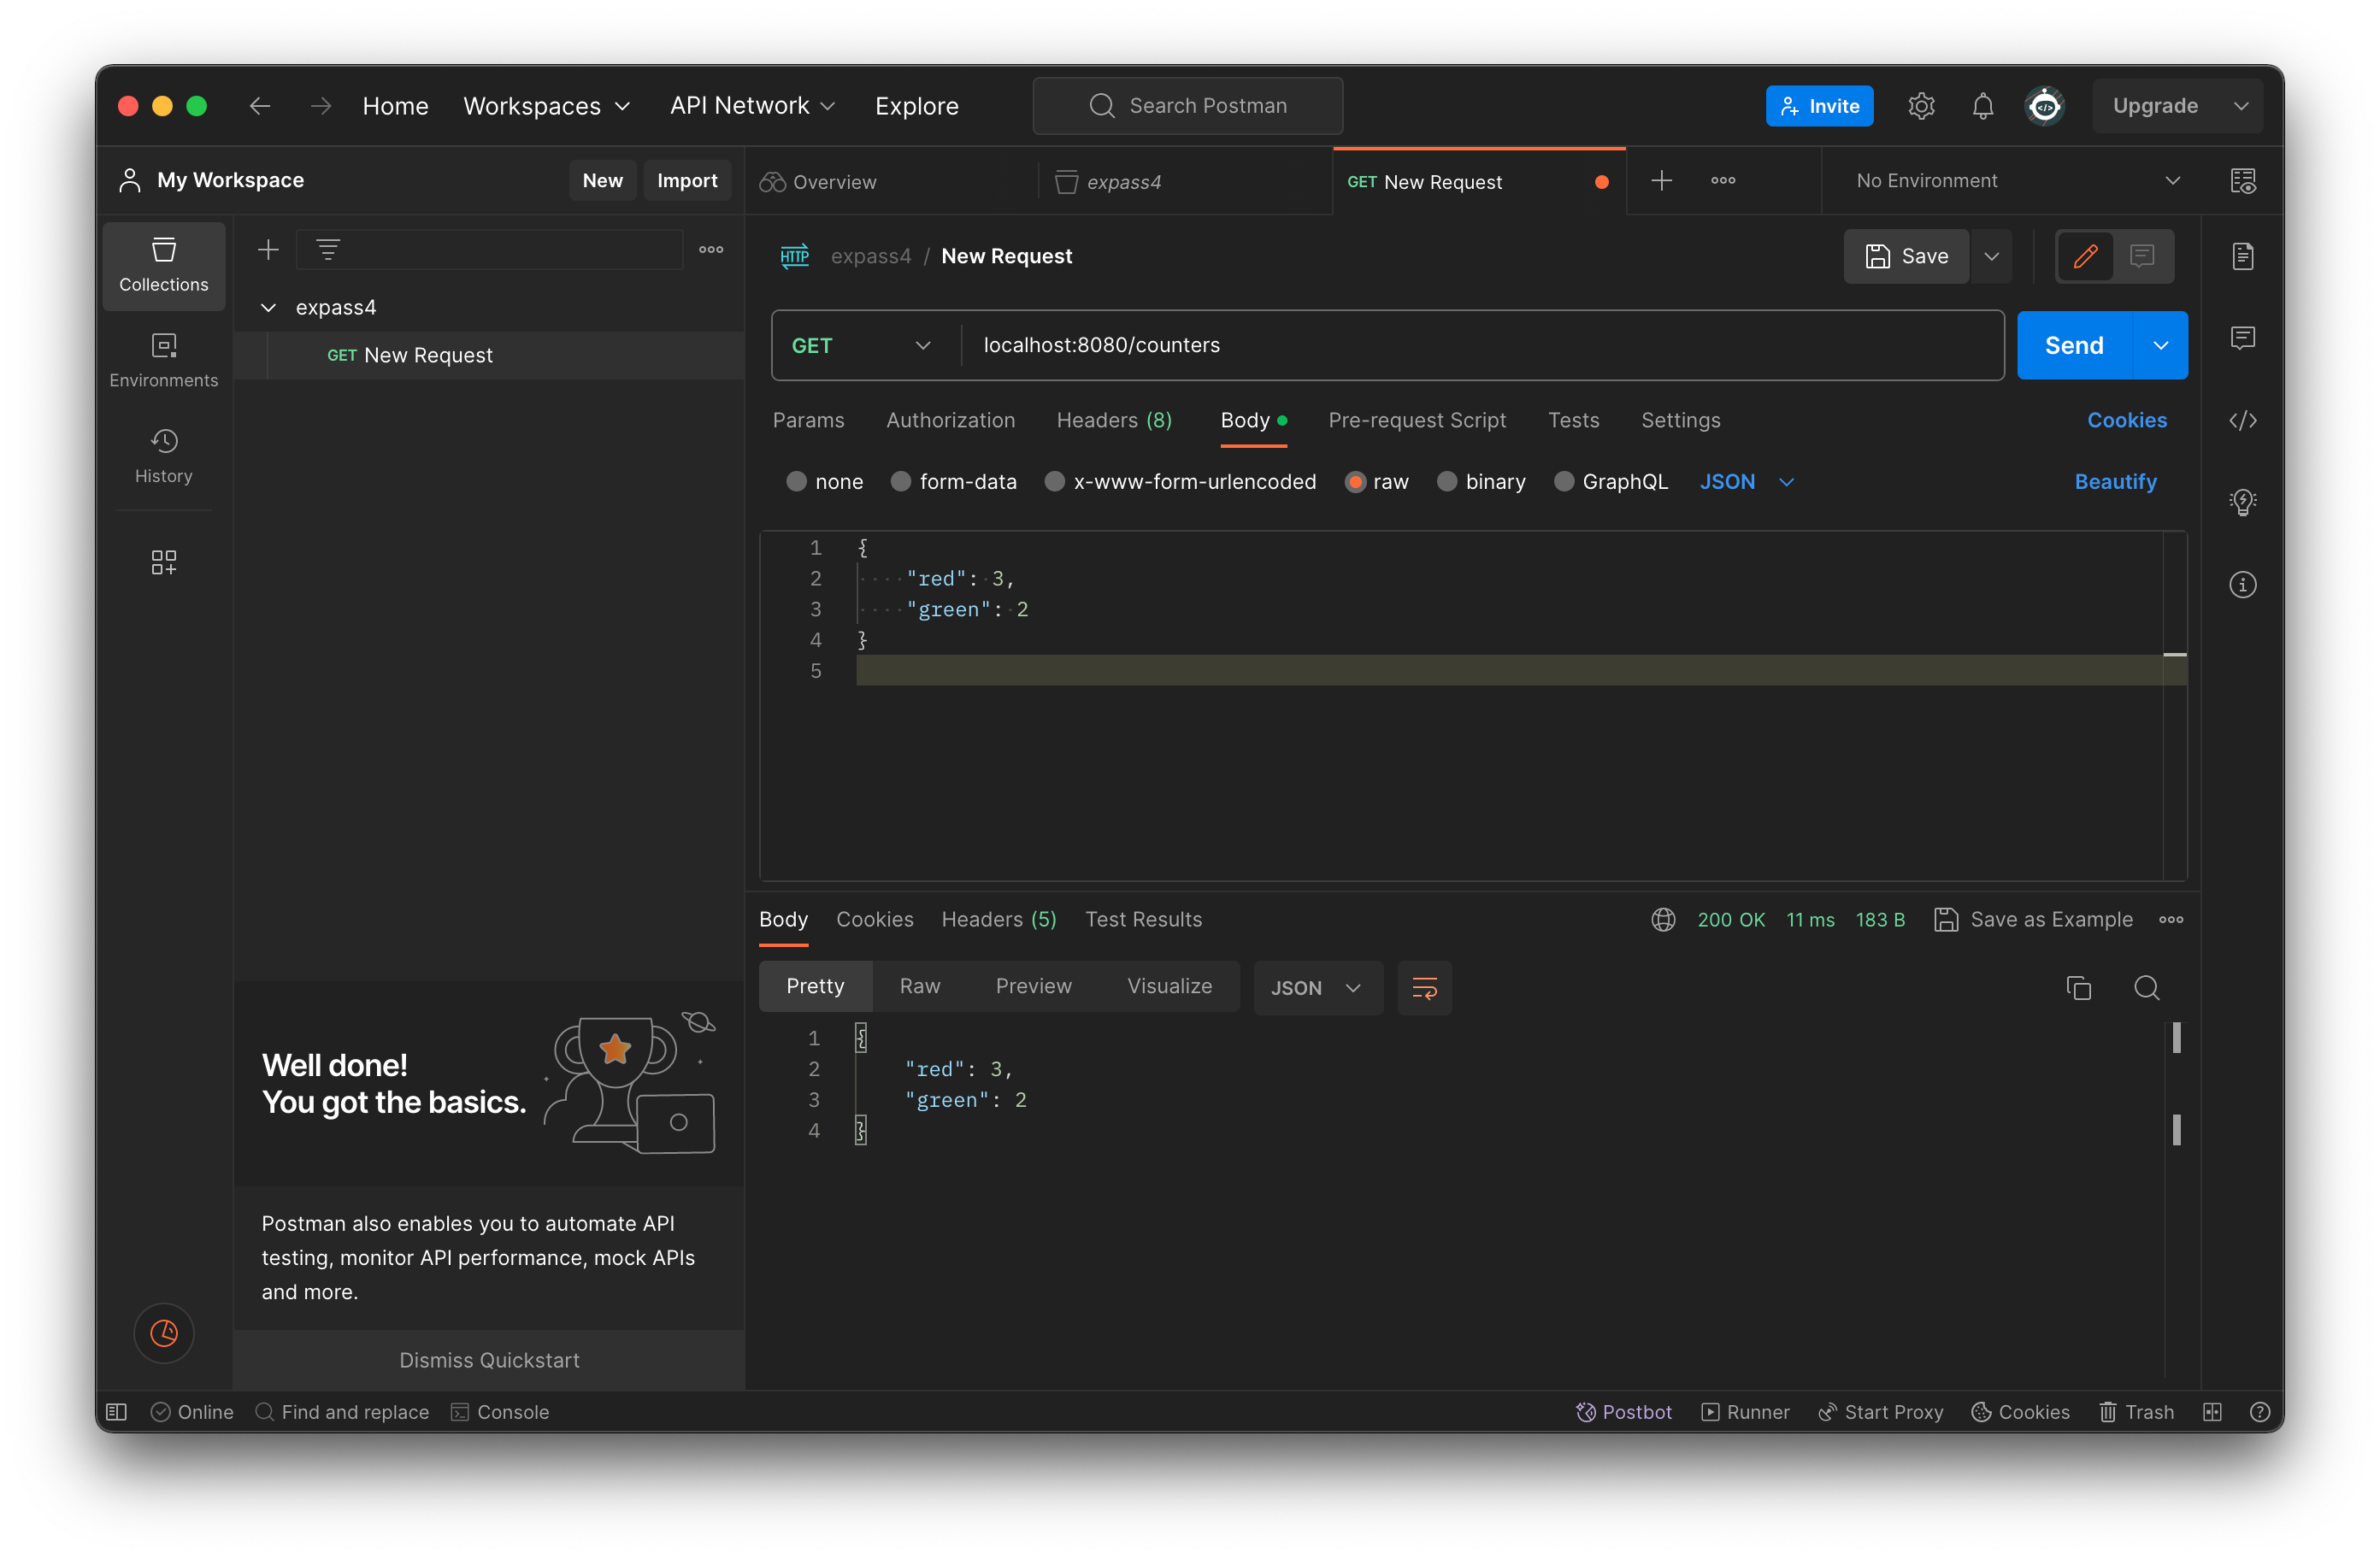 Home Workspaces API Network Explore Search Postman Invite Upgrade
My Workspace New Import
Overview expass4 GET New Request No Environment
Collections
Environments
History
expass4
GET New Request
HTTP expass4 / New Request Save
GET localhost:8080/counters Send
Params Authorization Headers (8) Body Pre-request Script Tests Settings Cookies
none form-data x-www-form-urlencoded raw binary GraphQL JSON Beautify
1 {
2 "red": 3,
3 "green": 2
4 }
5
Body Cookies Headers (5) Test Results 200 OK 11 ms 183 B Save as Example
Pretty Raw Preview Visualize JSON
1 {
2 "red": 3,
3 "green": 2
4 }
Well done!
You got the basics.
Postman also enables you to automate API
testing, monitor API performance, mock APIs
and more.
Dismiss Quickstart
Online Find and replace Console Postbot Runner Start Proxy Cookies Trash